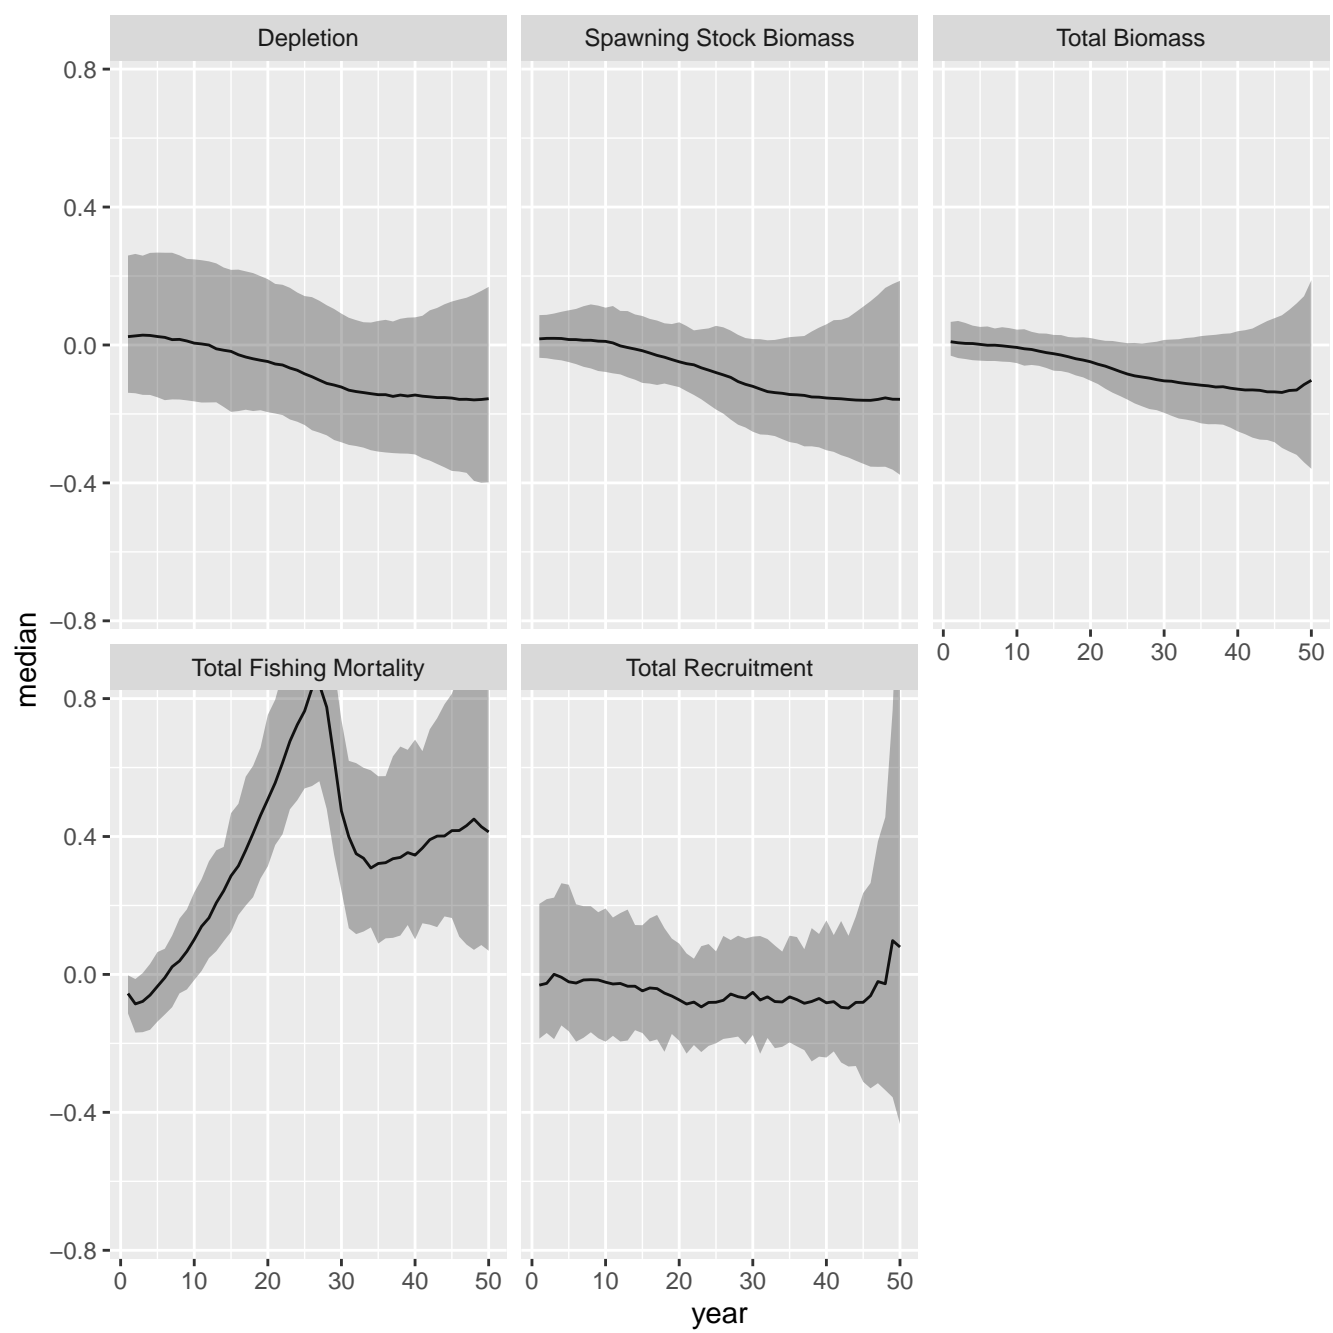 Depletion
Spawning Stock Biomass
Total Biomass
0.8
0.4
0.0
−0.4
−0.8
0 10 20 30 40 50
median
Total Fishing Mortality
Total Recruitment
0.8
0.4
0.0
−0.4
−0.8
0 10 20 30 40 50
0 10 20 30 40 50
year